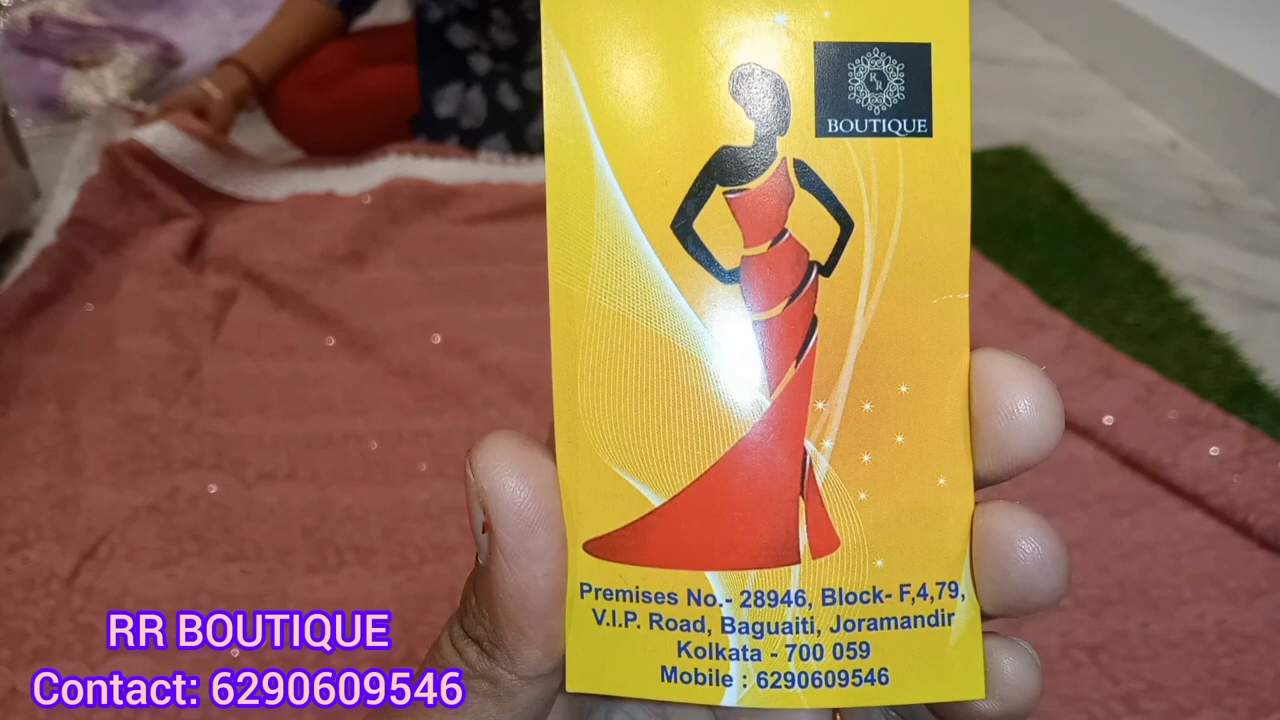 R
R
BOUTIQUE
Premises No.- 28946, Block- F,4,79,
V.I.P. Road, Baguaiti, Joramandir
Kolkata - 700 059
Mobile : 6290609546
RR BOUTIQUE
Contact: 6290609546